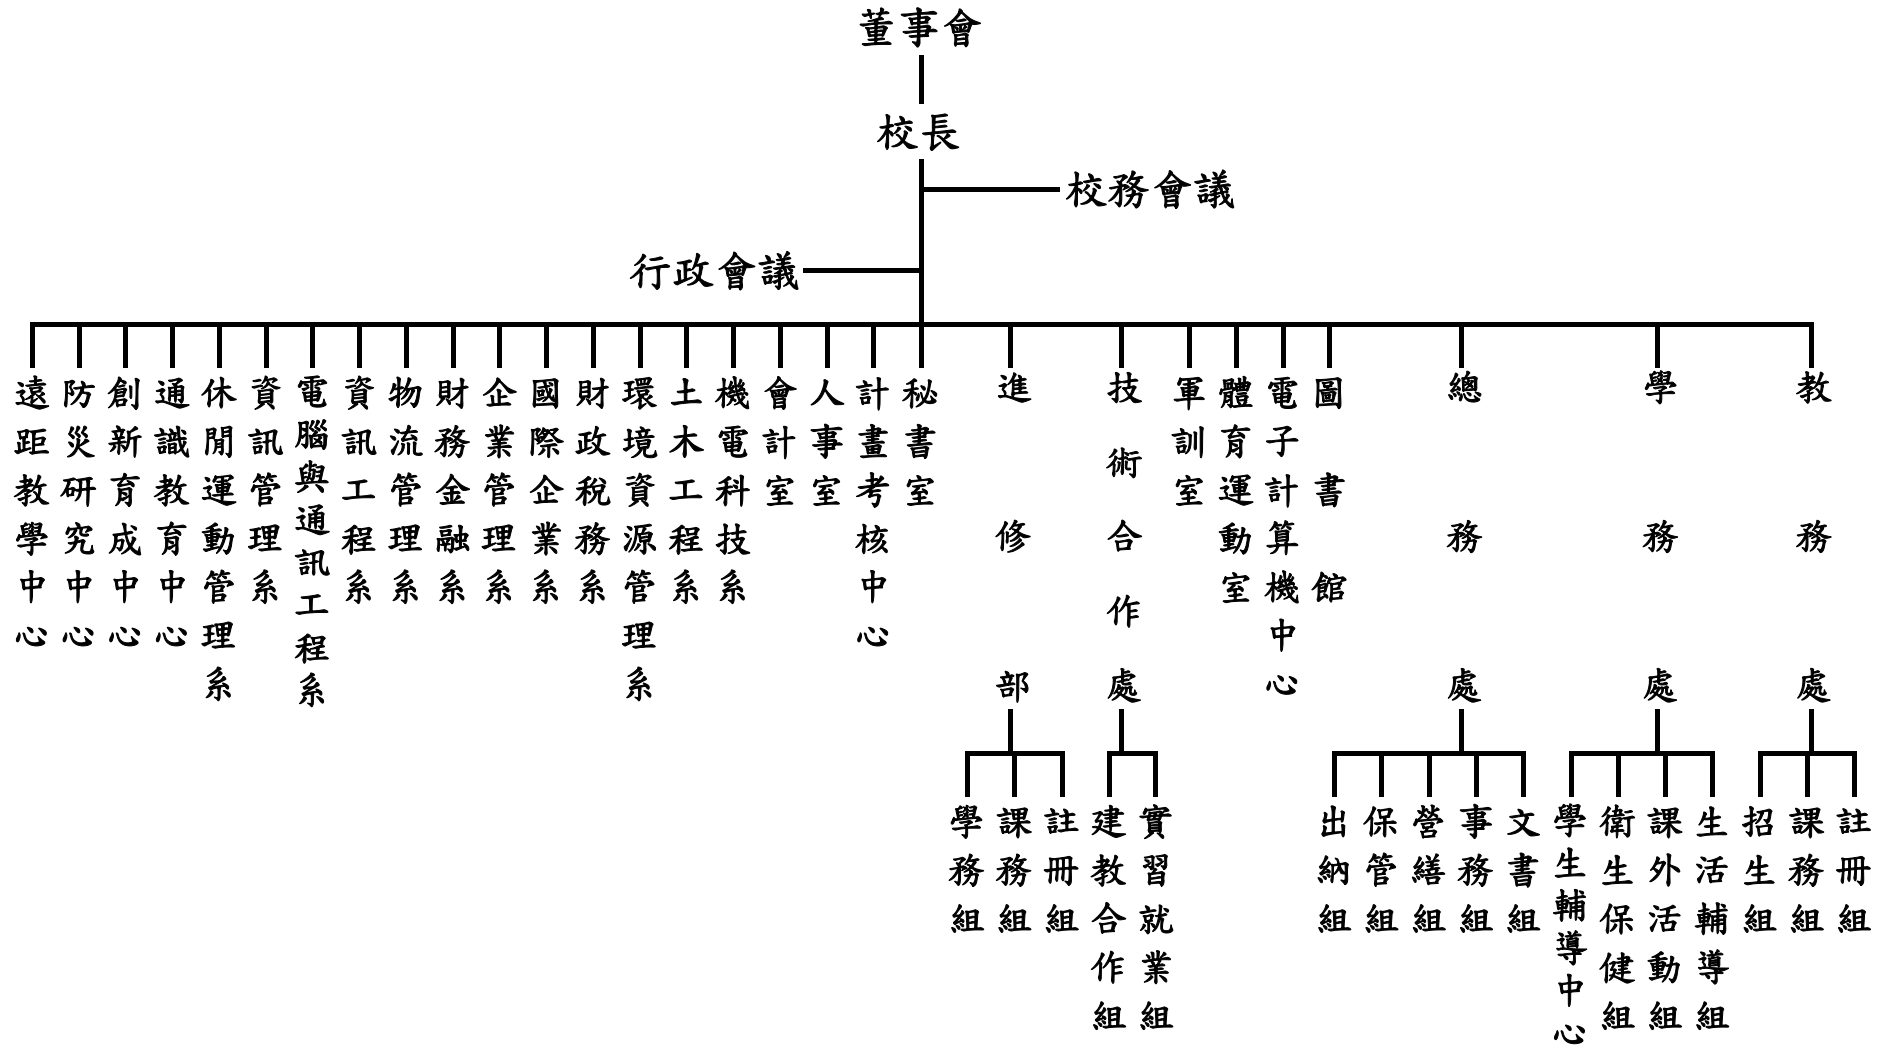 董事會
校長
校務會議
行政會議
教務處
學務處
總務處
圖書館
電子計算機中心
體育運動室
軍訓室
技術合作處
進修部
秘書室
計畫考核中心
人事室
會計室
機電科技系
土木工程系
環境資源管理系
財政稅務系
國際企業系
企業管理系
財務金融系
物流管理系
資訊工程系
電腦與通訊工程系
資訊管理系
休閒運動管理系
通識教育中心
創新育成中心
防災研究中心
遠距教學中心
註冊組
課務組
招生組
生活輔導組
課外活動組
衛生保健組
學生輔導中心
文書組
事務組
營繕組
保管組
出納組
實習就業組
建教合作組
註冊組
課務組
學務組